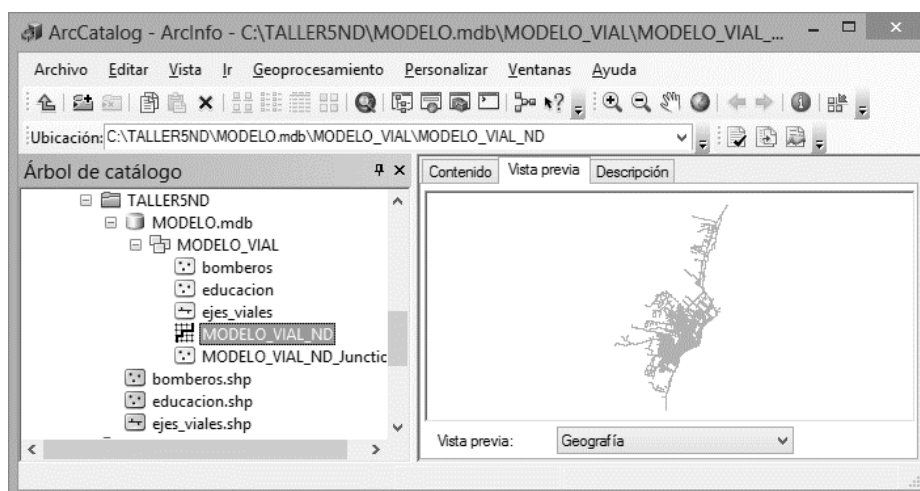 ArcCatalog - ArcInfo - C:\TALLER5ND\MODELO.mdb\MODELO_VIAL\MODELO_VIAL_...
Archivo Editar Vista Ir Geoprocesamiento Personalizar Ventanas Ayuda
Ubicación: C:\TALLER5ND\MODELO.mdb\MODELO_VIAL\MODELO_VIAL_ND
Árbol de catálogo
TALLER5ND
MODELO.mdb
MODELO_VIAL
bomberos
educacion
ejes_viales
MODELO_VIAL_ND
MODELO_VIAL_ND_Junctic
bomberos.shp
educacion.shp
ejes_viales.shp
Contenido Vista previa Descripción
Vista previa: Geografía